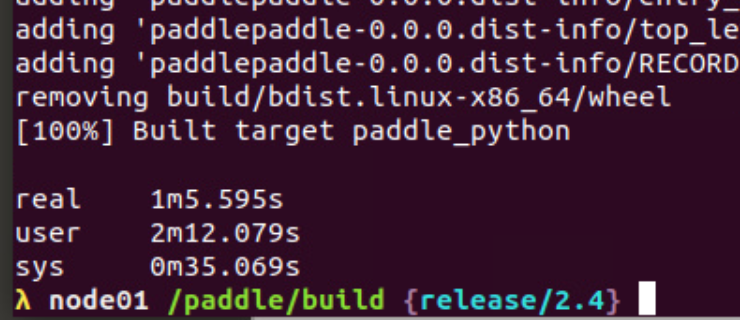 adding 'paddlepaddle-0.0.0.dist-info/entry_
adding 'paddlepaddle-0.0.0.dist-info/top_le
adding 'paddlepaddle-0.0.0.dist-info/RECORD
removing build/bdist.linux-x86_64/wheel
[100%] Built target paddle_python
real 1m5.595s
user 2m12.079s
sys 0m35.069s
λ node01 /paddle/build {release/2.4}